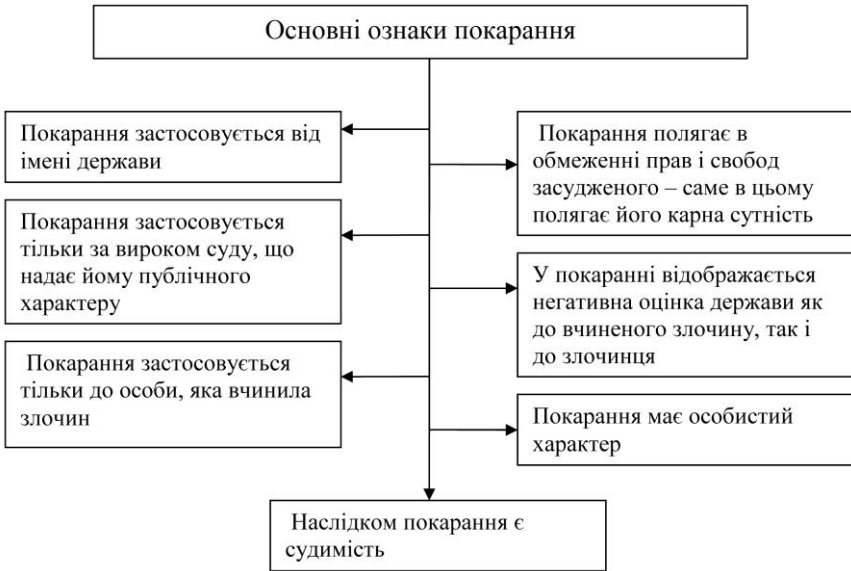 Основні ознаки покарання
Покарання застосовується від
імені держави
Покарання полягає в
обмеженні прав і свобод
засудженого – саме в цьому
полягає його карна сутність
Покарання застосовується
тільки за вироком суду, що
надає йому публічного
характеру
У покаранні відображається
негативна оцінка держави як
до вчиненого злочину, так і
до злочинця
Покарання застосовується
тільки до особи, яка вчинила
злочин
Покарання має особистий
характер
Наслідком покарання є
судимість